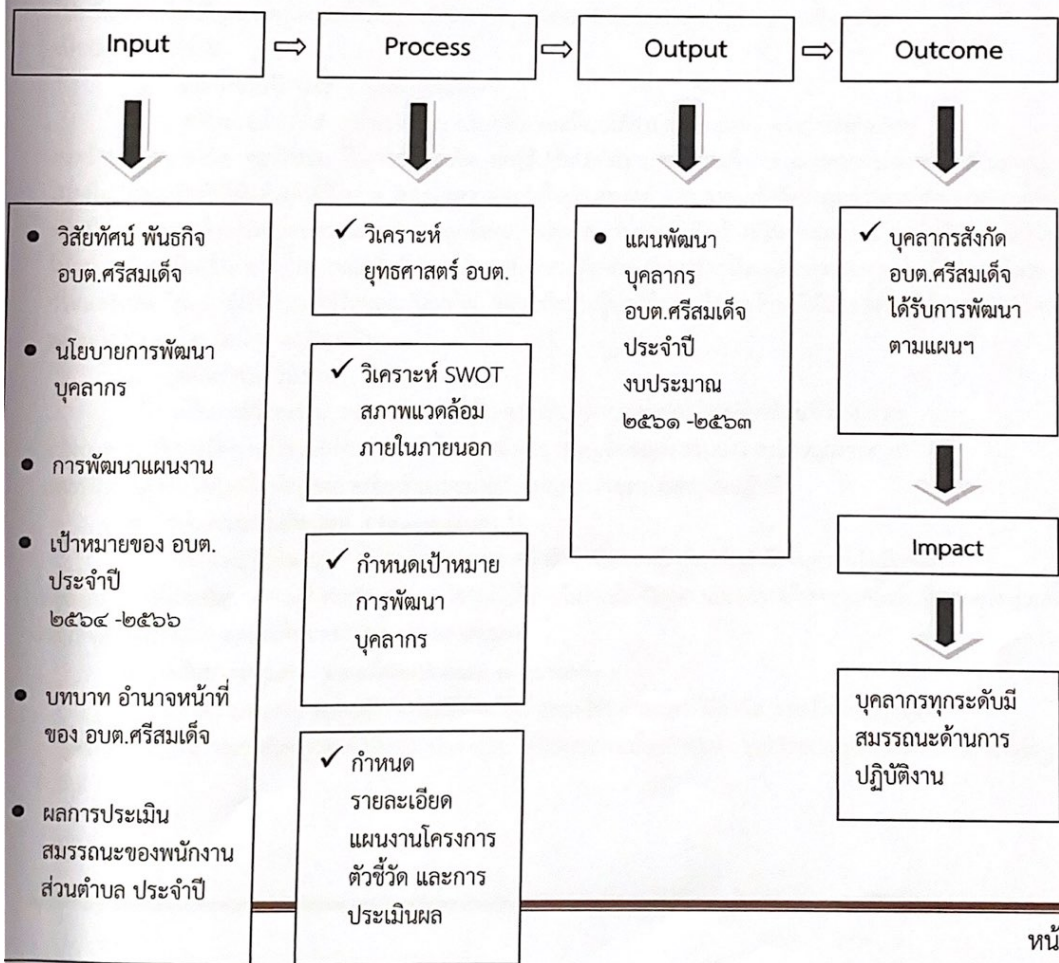 Input ⇨ Process ⇨ Output ⇨ Outcome
● วิสัยทัศน์ พันธกิจ
อบต.ศรีสมเด็จ
● นโยบายการพัฒนา
บุคลากร
● การพัฒนาแผนงาน
● เป้าหมายของ อบต.
ประจำปี
๒๕๖๔ -๒๕๖๖
● บทบาท อำนาจหน้าที่
ของ อบต.ศรีสมเด็จ
● ผลการประเมิน
สมรรถนะของพนักงาน
ส่วนตำบล ประจำปี
✓ วิเคราะห์
ยุทธศาสตร์ อบต.
✓ วิเคราะห์ SWOT
สภาพแวดล้อม
ภายในภายนอก
✓ กำหนดเป้าหมาย
การพัฒนา
บุคลากร
✓ กำหนด
รายละเอียด
แผนงานโครงการ
ตัวชี้วัด และการ
ประเมินผล
● แผนพัฒนา
บุคลากร
อบต.ศรีสมเด็จ
ประจำปี
งบประมาณ
๒๕๖๑ -๒๕๖๓
✓ บุคลากรสังกัด
อบต.ศรีสมเด็จ
ได้รับการพัฒนา
ตามแผนฯ
Impact
บุคลากรทุกระดับมี
สมรรถนะด้านการ
ปฏิบัติงาน